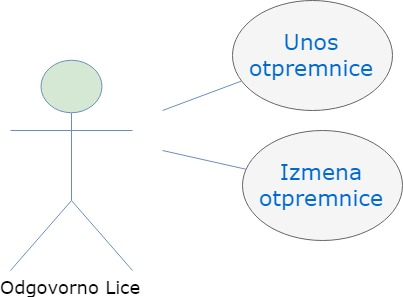 Unos
otpremnice
Izmena
otpremnice
Odgovorno Lice